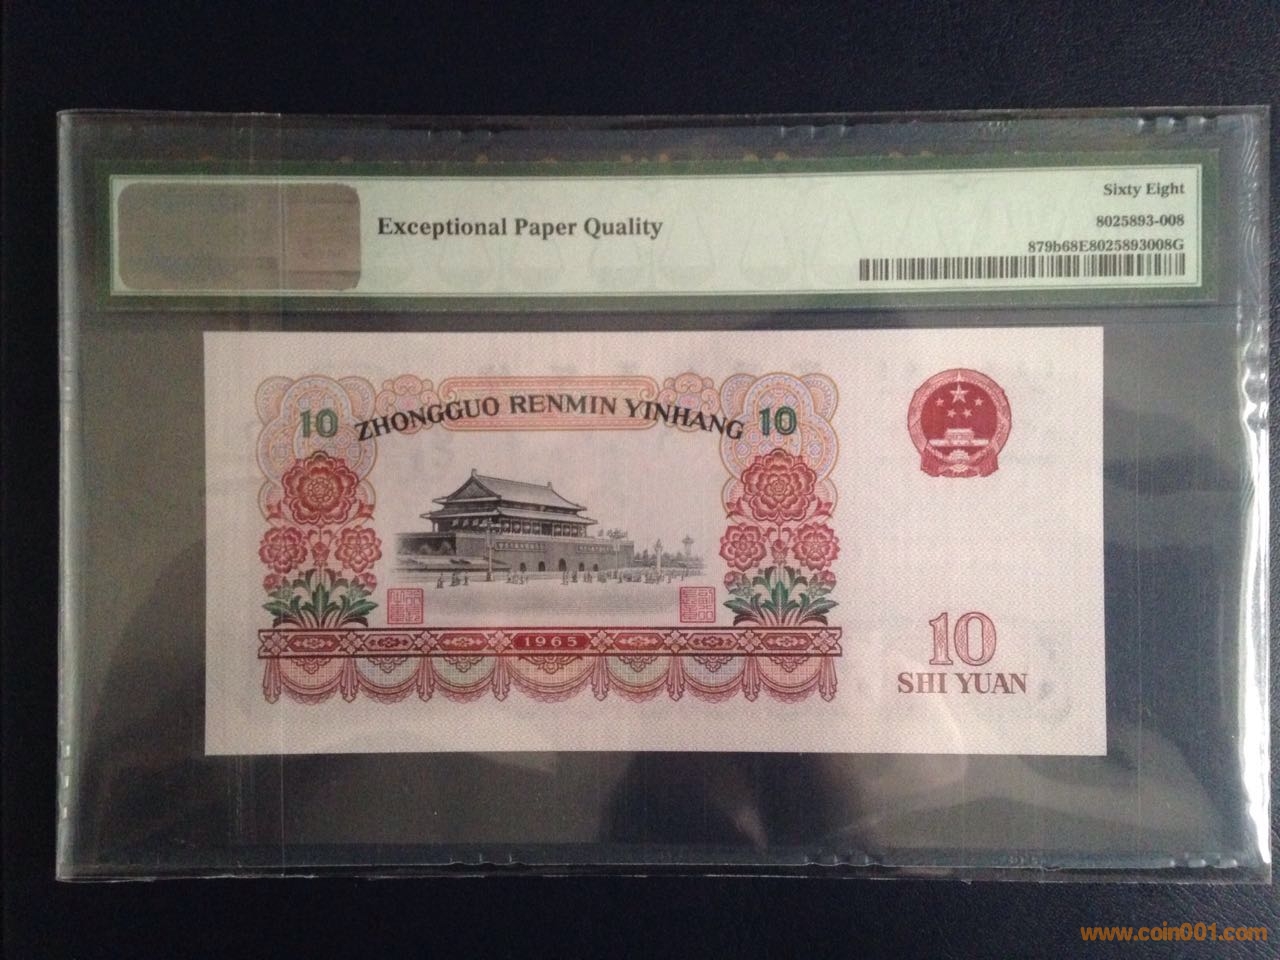 Sixty Eight
Exceptional Paper Quality
8025893-008
879b68E8025893008G
10 ZHONGGUO RENMIN YINHANG 10
1965
10
SHI YUAN
www.coin001.com